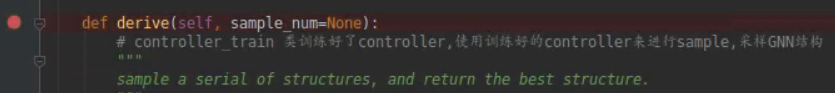 def derive(self, sample_num=None):
# controller_train 类训练好了controller,使用训练好的controller来进行sample,采样GNN结构
"""
sample a serial of structures, and return the best structure.
"""